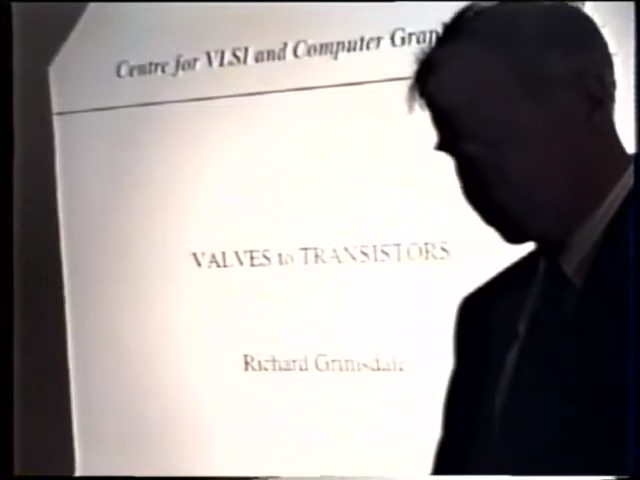 Centre for VLSI and Computer Grap
VALVES to TRANSISTORS
Richard Grimsdale